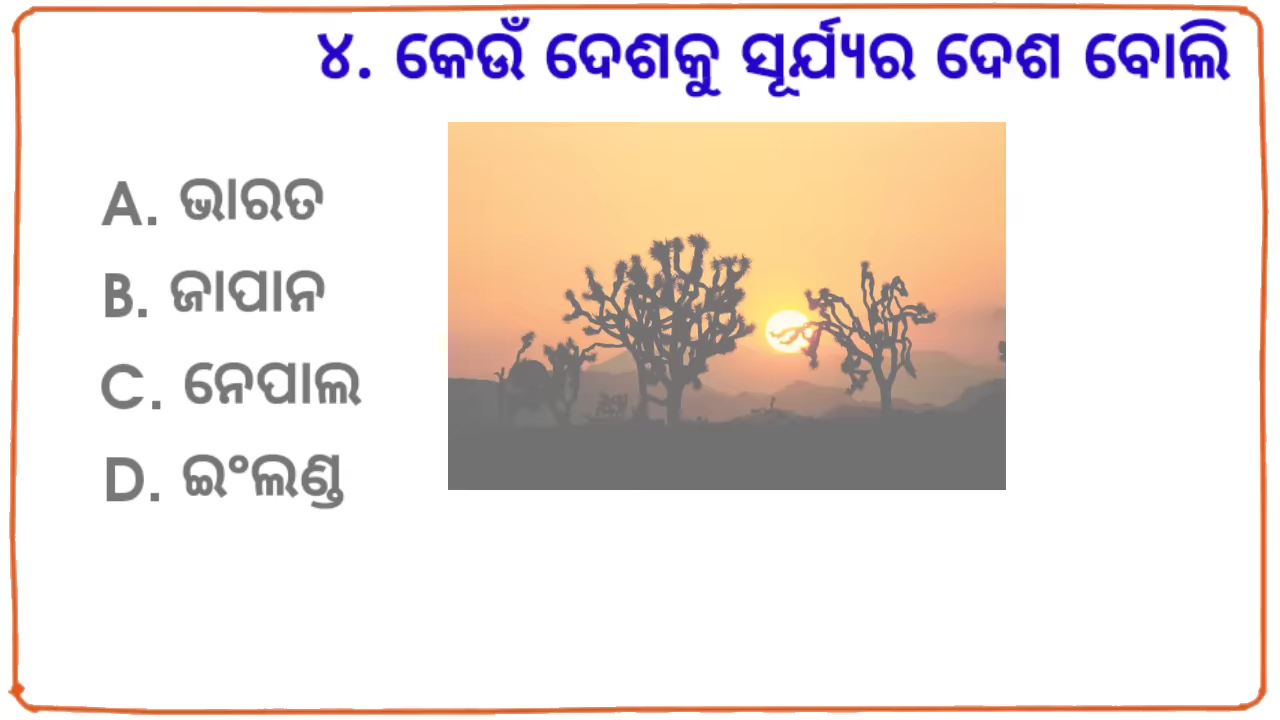 ୪. କେଉଁ ଦେଶକୁ ସୂର୍ଯ୍ୟର ଦେଶ ବୋଲି
A. ଭାରତ
B. ଜାପାନ
C. ନେପାଲ
D. ଇଂଲଣ୍ଡ